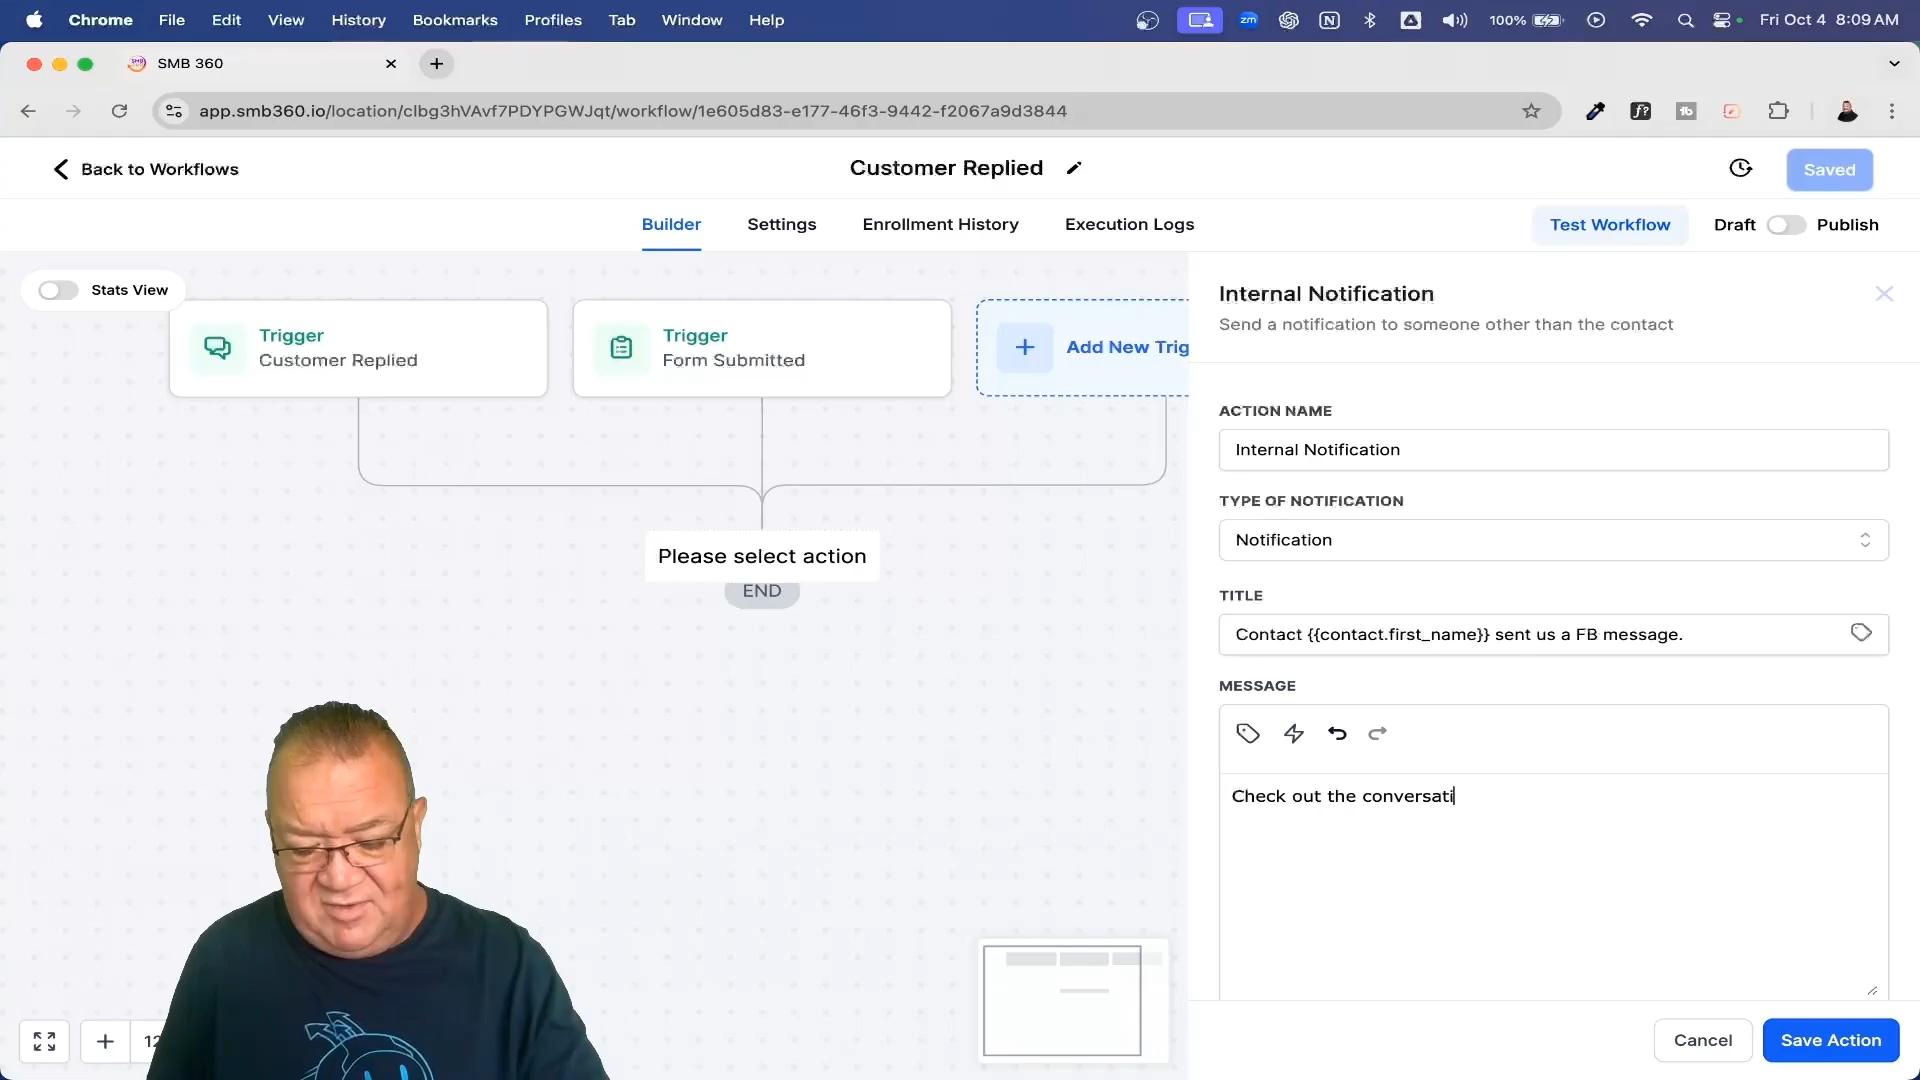 Chrome File Edit View History Bookmarks Profiles Tab Window Help zm 100% Fri Oct 4 8:09 AM
SMB 360
app.smb360.io/location/clbg3hVAvf7PDYPGWJqt/workflow/1e605d83-e177-46f3-9442-f2067a9d3844
Back to Workflows
Customer Replied
Saved
Builder Settings Enrollment History Execution Logs
Test Workflow Draft Publish
Stats View
Trigger
Customer Replied
Trigger
Form Submitted
Add New Trig
Please select action
END
Internal Notification
Send a notification to someone other than the contact
ACTION NAME
Internal Notification
TYPE OF NOTIFICATION
Notification
TITLE
Contact {{contact.first_name}} sent us a FB message.
MESSAGE
Check out the conversati
Cancel Save Action